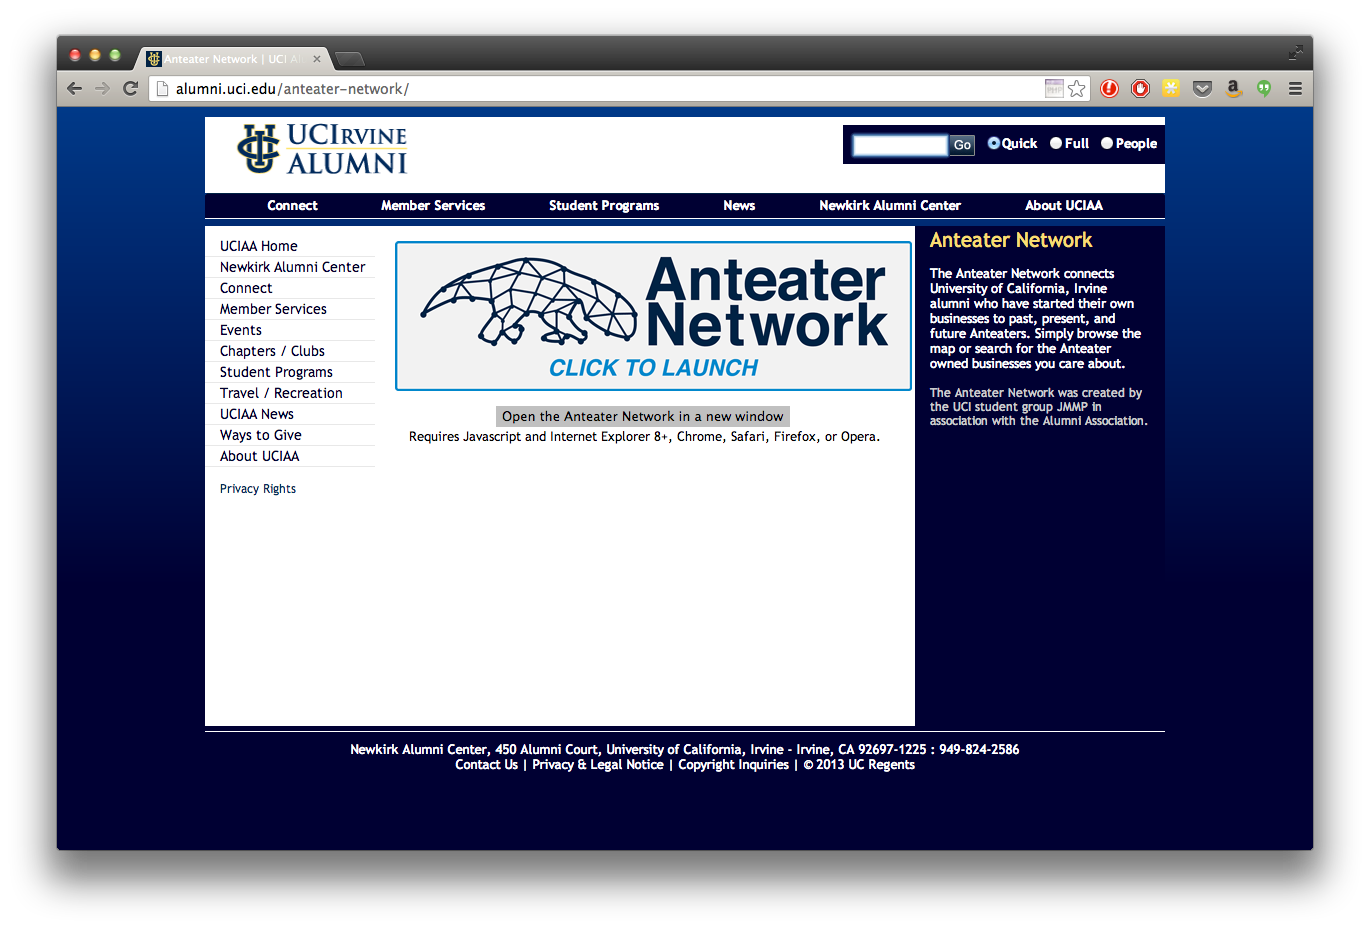 Anteater Network | UCI Al
alumni.uci.edu/anteater-network/
UCIRVINE
ALUMNI
Go
Quick
Full
People
Connect
Member Services
Student Programs
News
Newkirk Alumni Center
About UCIAA
UCIAA Home
Newkirk Alumni Center
Connect
Member Services
Events
Chapters / Clubs
Student Programs
Travel / Recreation
UCIAA News
Ways to Give
About UCIAA
Privacy Rights
Anteater
Network
CLICK TO LAUNCH
Open the Anteater Network in a new window
Requires Javascript and Internet Explorer 8+, Chrome, Safari, Firefox, or Opera.
Anteater Network
The Anteater Network connects
University of California, Irvine
alumni who have started their own
businesses to past, present, and
future Anteaters. Simply browse the
map or search for the Anteater
owned businesses you care about.
The Anteater Network was created by
the UCI student group JMMP in
association with the Alumni Association.
Newkirk Alumni Center, 450 Alumni Court, University of California, Irvine - Irvine, CA 92697-1225 : 949-824-2586
Contact Us | Privacy & Legal Notice | Copyright Inquiries | © 2013 UC Regents